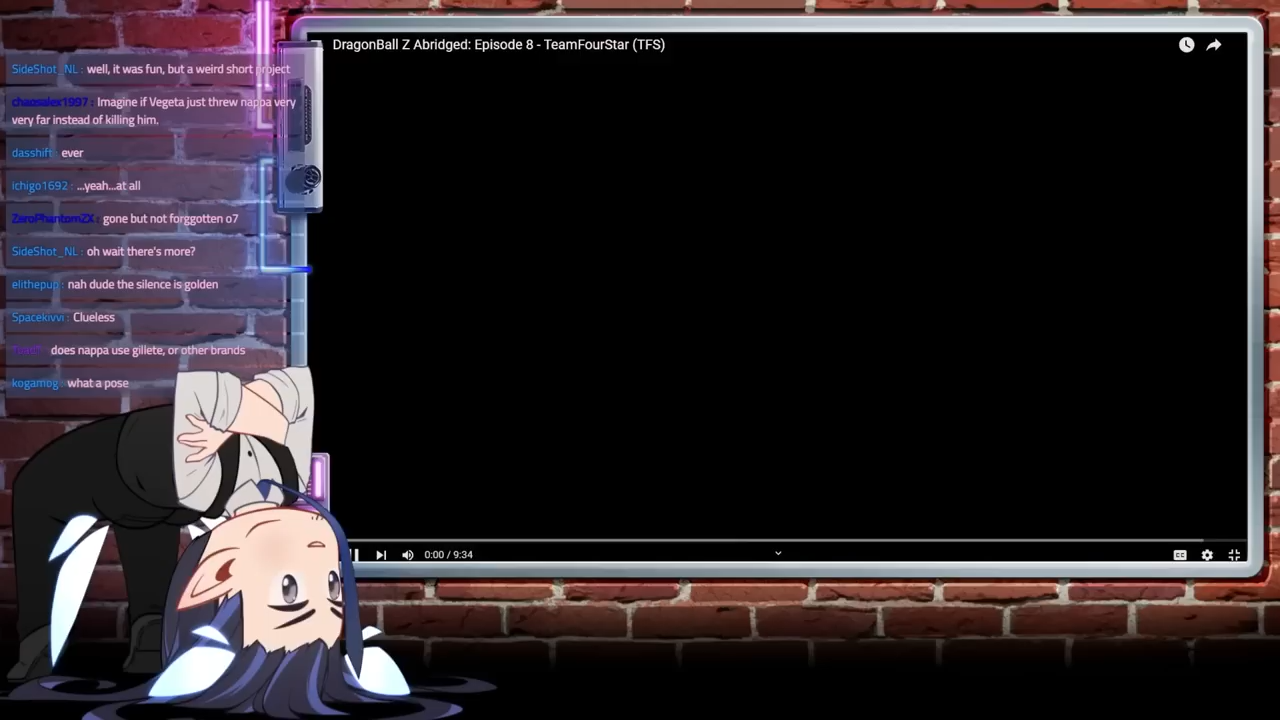 DragonBall Z Abridged: Episode 8 - TeamFourStar (TFS)
SideShot_NL : well, it was fun, but a weird short project
chaosalex1997 : Imagine if Vegeta just threw nappa very
very far instead of killing him.
dasshift : ever
ichigo1692 : ...yeah...at all
ZeroPhantomZX : gone but not forggotten o7
SideShot_NL : oh wait there's more?
elithepup : nah dude the silence is golden
Spacekivvi : Clueless
does nappa use gillete, or other brands
kogamog : what a pose
0:00 / 9:34
CC